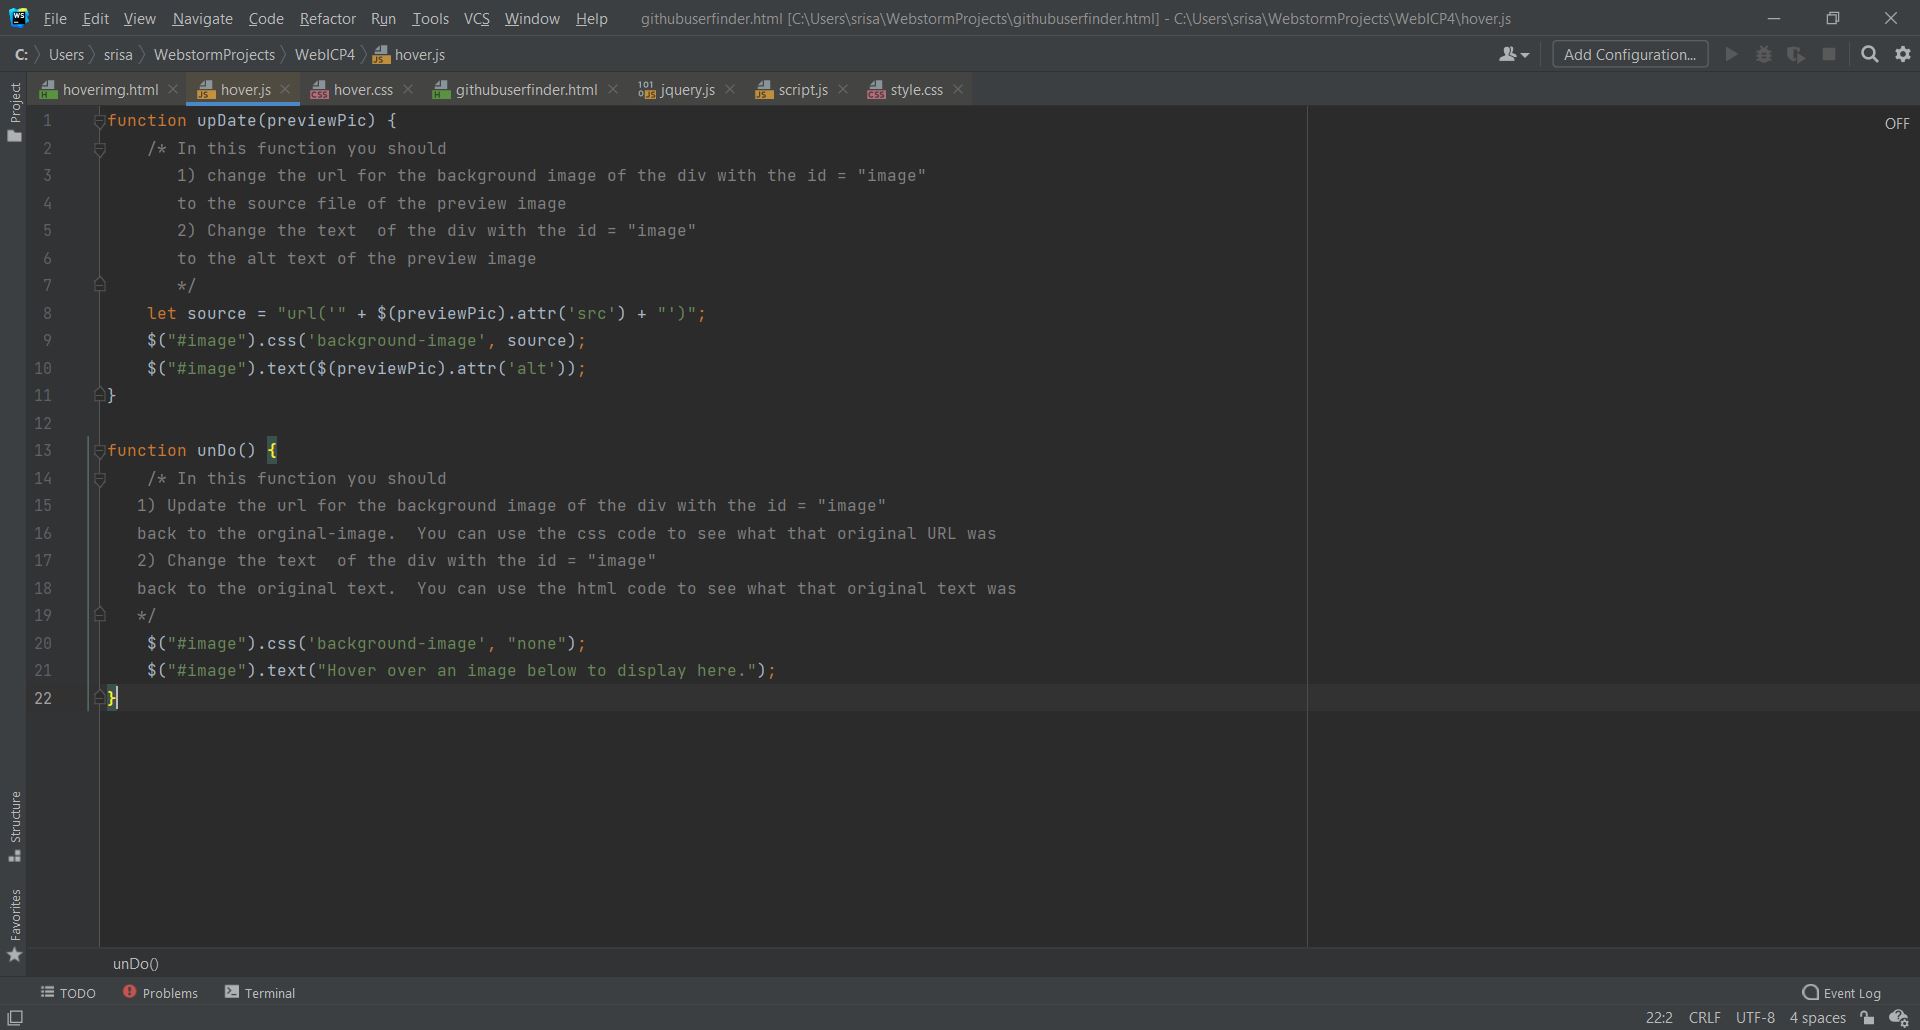 WS File Edit View Navigate Code Refactor Run Tools VCS Window Help githubuserfinder.html [C:\Users\srisa\WebstormProjects\githubuserfinder.html] - C:\Users\srisa\WebstormProjects\WebICP4\hover.js
C: Users srisa WebstormProjects WebICP4 hover.js Add Configuration...
hoverimg.html hover.js hover.css githubuserfinder.html jquery.js script.js style.css
Project
OFF
1 function upDate(previewPic) {
2 /* In this function you should
3 1) change the url for the background image of the div with the id = "image"
4 to the source file of the preview image
5 2) Change the text  of the div with the id = "image"
6 to the alt text of the preview image
7 */
8 let source = "url('" + $(previewPic).attr('src') + "')";
9 $("#image").css('background-image', source);
10 $("#image").text($(previewPic).attr('alt'));
11 }
12
13 function unDo() {
14 /* In this function you should
15 1) Update the url for the background image of the div with the id = "image"
16 back to the orginal-image.  You can use the css code to see what that original URL was
17 2) Change the text  of the div with the id = "image"
18 back to the original text.  You can use the html code to see what that original text was
19 */
20 $("#image").css('background-image', "none");
21 $("#image").text("Hover over an image below to display here.");
22 }
Structure
Favorites
unDo()
TODO Problems Terminal Event Log
22:2 CRLF UTF-8 4 spaces